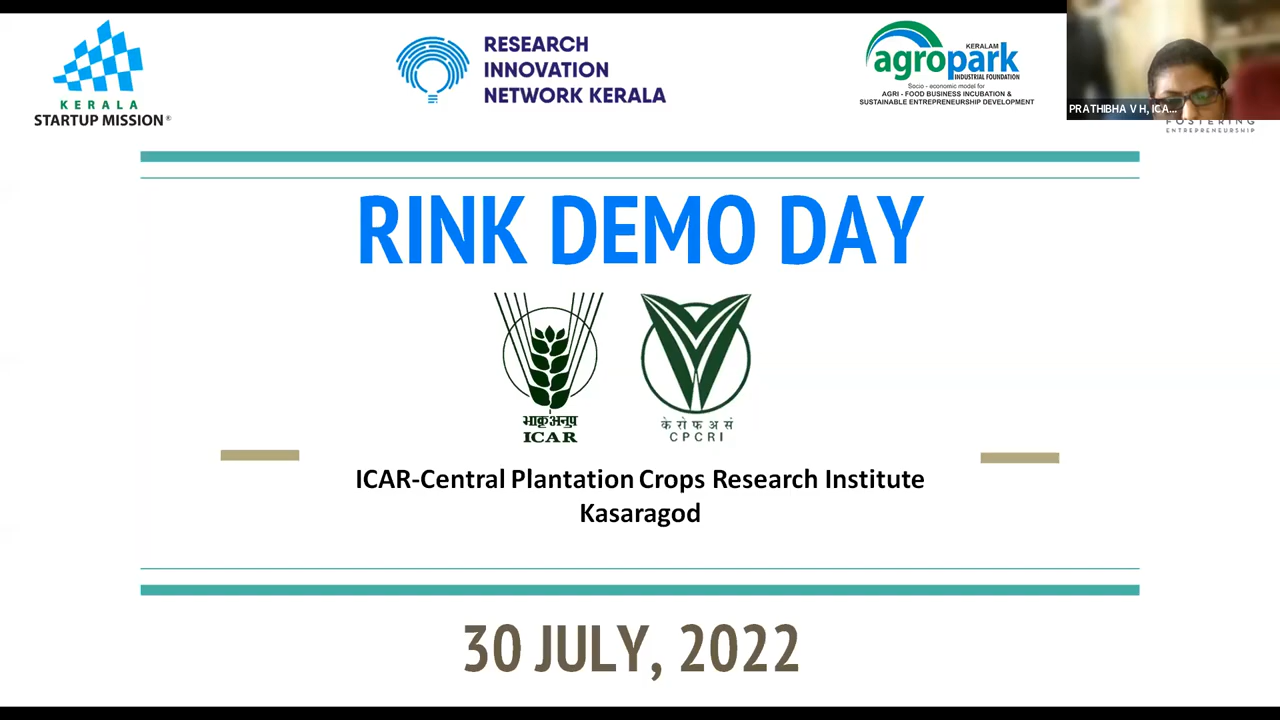 KERALA
STARTUP MISSION®
RESEARCH
INNOVATION
NETWORK KERALA
KERALAM
agropark
INDUSTRIAL FOUNDATION
Socio - economic model for
AGRI - FOOD BUSINESS INCUBATION &
SUSTAINABLE ENTREPRENEURSHIP DEVELOPMENT
PRATHIBHA V H, ICA...
FOSTERING
ENTREPRENEURSHIP
RINK DEMO DAY
भाकृअनुप
ICAR
के रो फ अ सं
CPCRI
ICAR-Central Plantation Crops Research Institute
Kasaragod
30 JULY, 2022